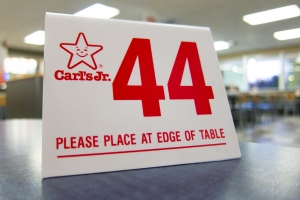 Carl's Jr.
44
PLEASE PLACE AT EDGE OF TABLE